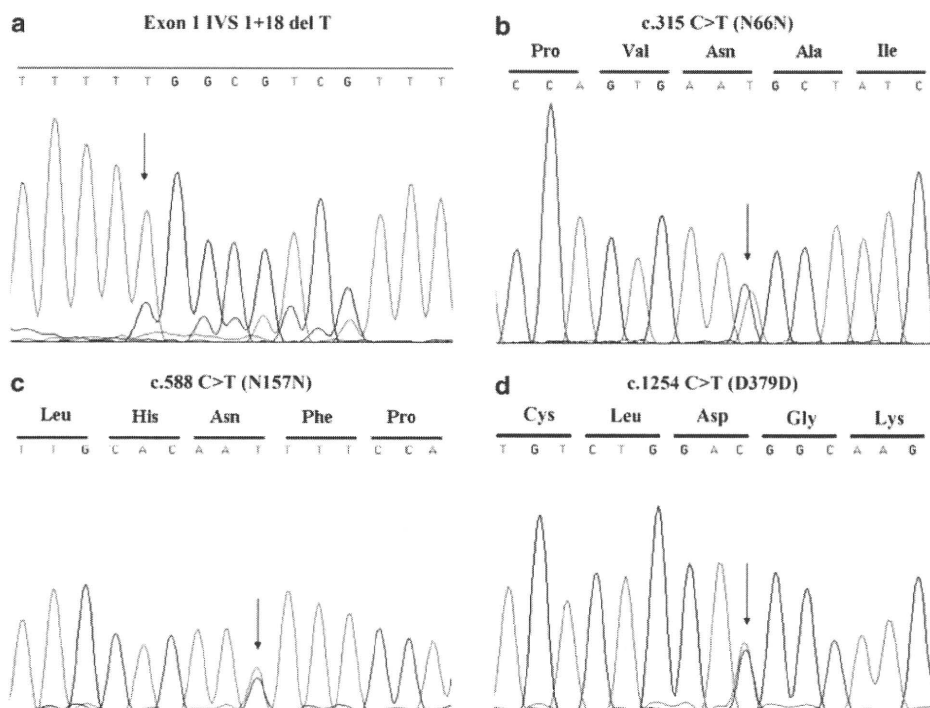 a
Exon 1 IVS 1+18 del T
T T T T T G G C G T C G T T T
b
c.315 C>T (N66N)
Pro Val Asn Ala Ile
C C A G T G A A T G C T A T C
c
c.588 C>T (N157N)
Leu His Asn Phe Pro
T T G C A C A A T T T T C C A
d
c.1254 C>T (D379D)
Cys Leu Asp Gly Lys
T G T C T G G A C G G C A A G